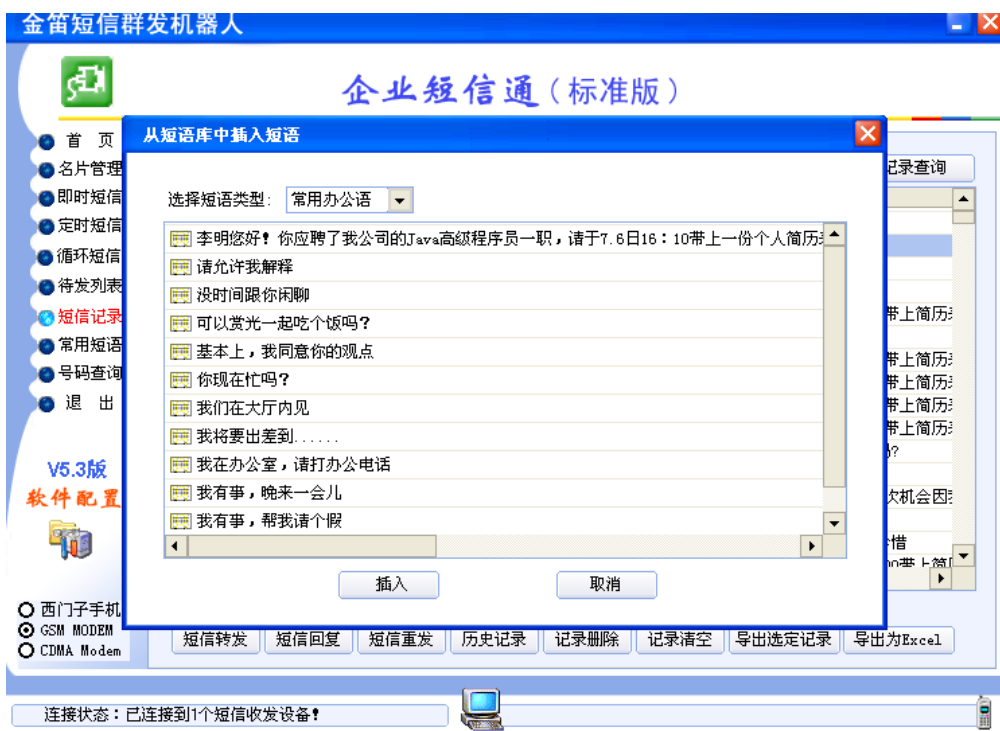 金笛短信群发机器人
企业短信通（标准版）
首 页
名片管理
即时短信
定时短信
循环短信
待发列表
短信记录
常用短语
号码查询
退 出
V5.3版
软件配置
西门子手机
GSM MODEM
CDMA Modem
从短语库中插入短语
选择短语类型: 常用办公语
李明您好！你应聘了我公司的Java高级程序员一职，请于7.6日16：10带上一份个人简历
请允许我解释
没时间跟你闲聊
可以赏光一起吃个饭吗?
基本上，我同意你的观点
你现在忙吗?
我们在大厅内见
我将要出差到......
我在办公室，请打办公电话
我有事，晚来一会儿
我有事，帮我请个假
插入 取消
记录查询
带上简历
带上简历
带上简历
带上简历
带上简历
次机会因
惜
短信转发 短信回复 短信重发 历史记录 记录删除 记录清空 导出选定记录 导出为Excel
连接状态：已连接到1个短信收发设备！